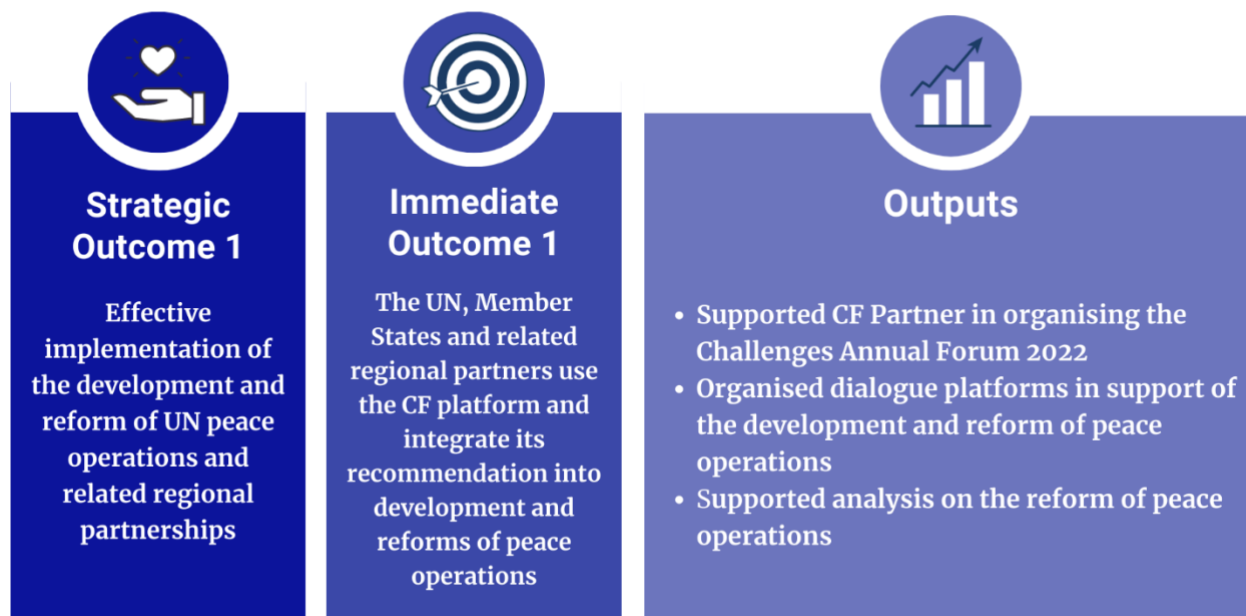 Strategic
Outcome 1
Effective
implementation of
the development and
reform of UN peace
operations and
related regional
partnerships
Immediate
Outcome 1
The UN, Member
States and related
regional partners use
the CF platform and
integrate its
recommendation into
development and
reforms of peace
operations
Outputs
• Supported CF Partner in organising the
Challenges Annual Forum 2022
• Organised dialogue platforms in support of
the development and reform of peace
operations
• Supported analysis on the reform of peace
operations